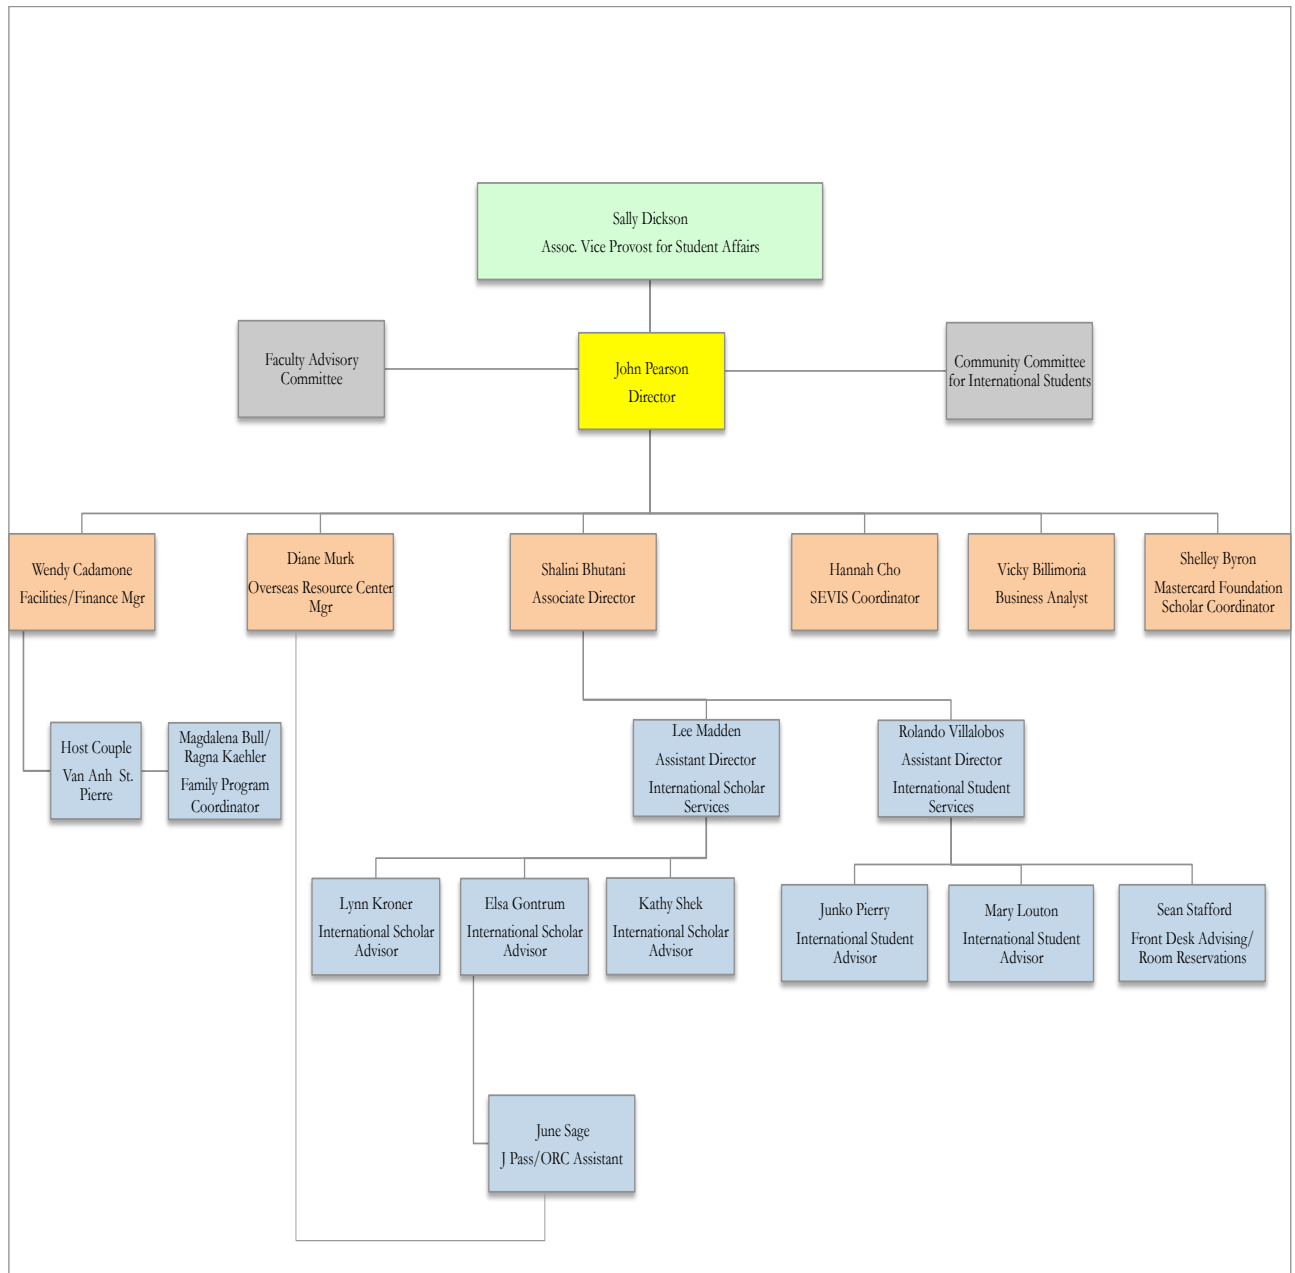 Sally Dickson
Assoc. Vice Provost for Student Affairs
Faculty Advisory
Committee
John Pearson
Director
Community Committee
for International Students
Wendy Cadamone
Facilities/Finance Mgr
Diane Murk
Overseas Resource Center
Mgr
Shalini Bhutani
Associate Director
Hannah Cho
SEVIS Coordinator
Vicky Billimoria
Business Analyst
Shelley Byron
Mastercard Foundation
Scholar Coordinator
Host Couple
Van Anh St.
Pierre
Magdalena Bull/
Ragna Kaehler
Family Program
Coordinator
Lee Madden
Assistant Director
International Scholar
Services
Rolando Villalobos
Assistant Director
International Student
Services
Lynn Kroner
International Scholar
Advisor
Elsa Gontrum
International Scholar
Advisor
Kathy Shek
International Scholar
Advisor
Junko Pierry
International Student
Advisor
Mary Louton
International Student
Advisor
Sean Stafford
Front Desk Advising/
Room Reservations
June Sage
J Pass/ORC Assistant